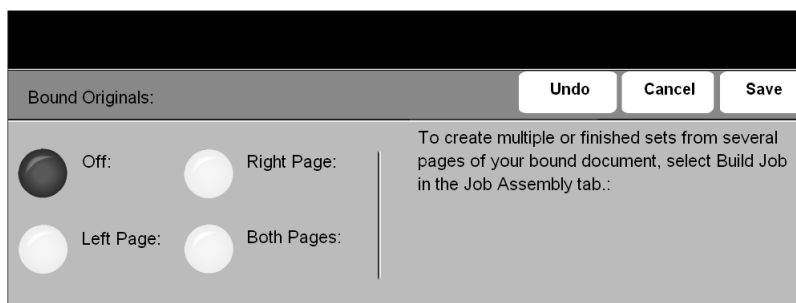 Bound Originals:
Undo
Cancel
Save
Off:
Right Page:
Left Page:
Both Pages:
To create multiple or finished sets from several
pages of your bound document, select Build Job
in the Job Assembly tab.: